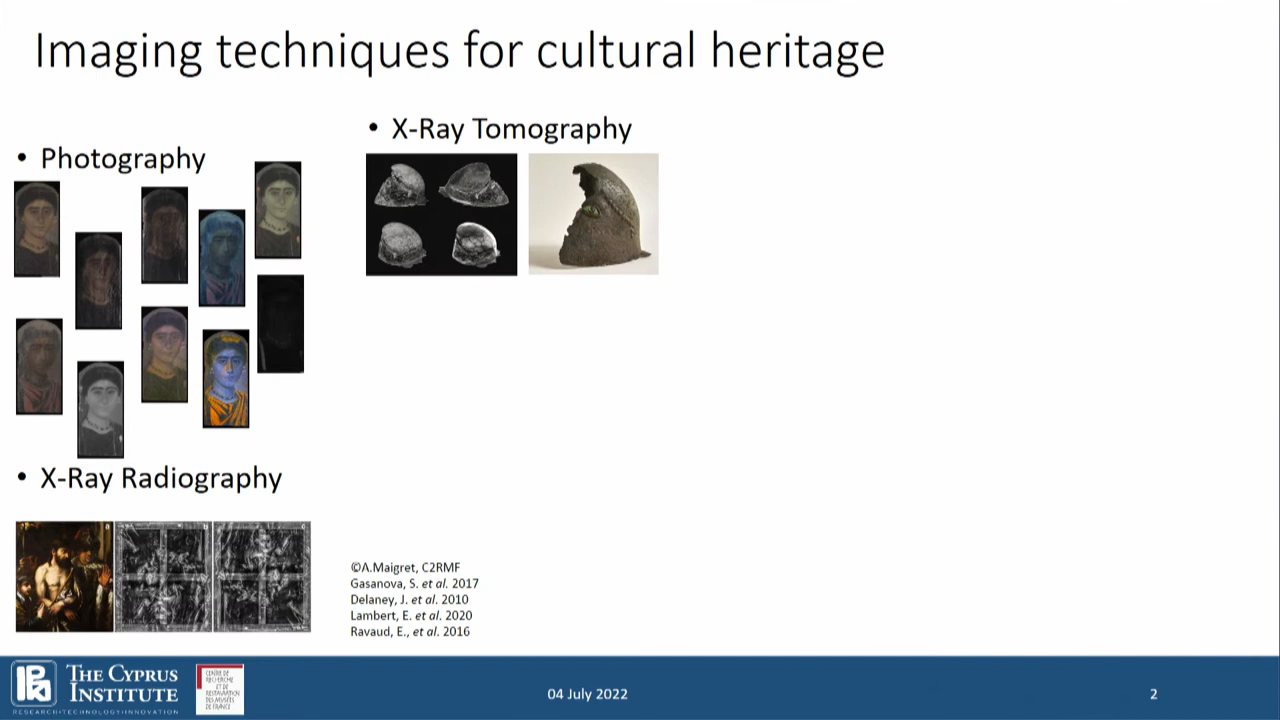 Imaging techniques for cultural heritage
• Photography
• X-Ray Tomography
• X-Ray Radiography
©A.Maigret, C2RMF
Gasanova, S. et al. 2017
Delaney, J. et al. 2010
Lambert, E. et al. 2020
Ravaud, E., et al. 2016
THE CYPRUS
INSTITUTE
RESEARCH•TECHNOLOGY•INNOVATION
CENTRE DE
RECHERCHE
ET DE
RESTAURATION
DES MUSÉES
DE FRANCE
04 July 2022
2